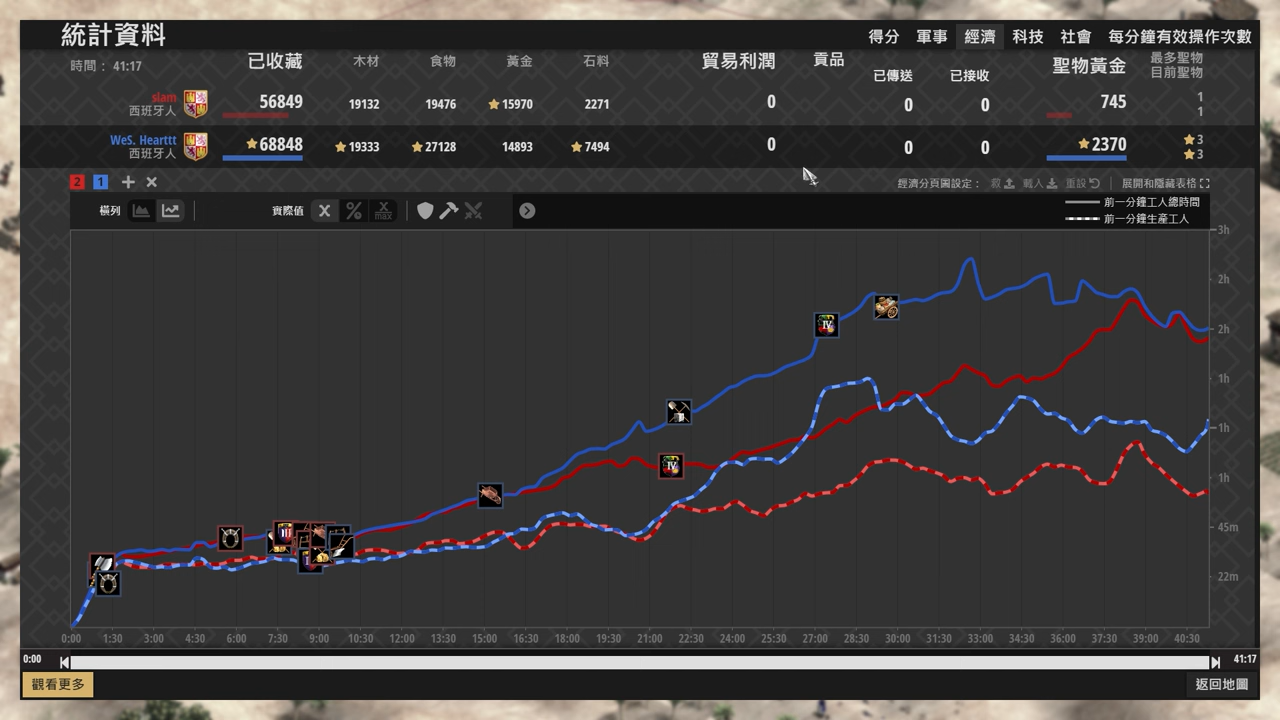 統計資料
得分 軍事 經濟 科技 社會 每分鐘有效操作次數
時間： 41:17
已收藏 木材 食物 黃金 石料 貿易利潤 貢品 已傳送 已接收 聖物黃金 最多聖物 目前聖物
slam 西班牙人 56849 19132 19476 15970 2271 0 0 0 745 1 1
WeS. Hearttt 西班牙人 68848 19333 27128 14893 7494 0 0 0 2370 3 3
2 1
經濟分頁圖設定： 載入 重設 展開和隱藏表格
橫列 實際值 X % X/max
前一分鐘工人總時間
前一分鐘生產工人
3h
2h
2h
1h
1h
1h
45m
22m
IV
IV
III
0:00 1:30 3:00 4:30 6:00 7:30 9:00 10:30 12:00 13:30 15:00 16:30 18:00 19:30 21:00 22:30 24:00 25:30 27:00 28:30 30:00 31:30 33:00 34:30 36:00 37:30 39:00 40:30
0:00 41:17
觀看更多 返回地圖